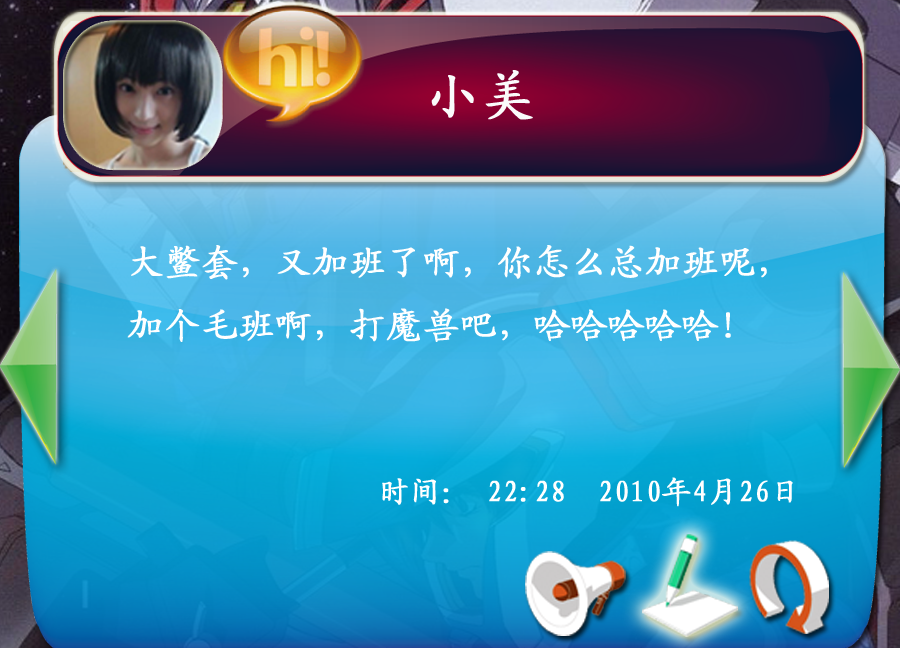 hi!
小美
大鳖套，又加班了啊，你怎么总加班呢，
加个毛班啊，打魔兽吧，哈哈哈哈哈！
时间： 22:28 2010年4月26日